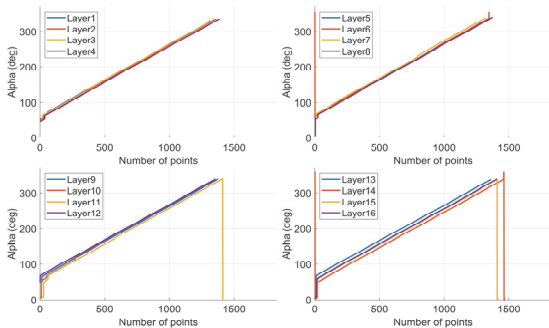 Layer1
Layer2
Layer3
Layer4
Alpha (deg)
300
200
100
0
0
500
1000
1500
Number of points
Layer5
Layer6
Layer7
Layer8
Alpha (deg)
300
200
100
0
0
500
1000
1500
Number of points
Layer9
Layer10
Layer11
Layer12
Alpha (ceg)
300
200
100
0
0
500
1000
1500
Number of points
Layer13
Layer14
Layer15
Layer16
Alpha (ceg)
300
200
100
0
0
500
1000
1500
Number of points